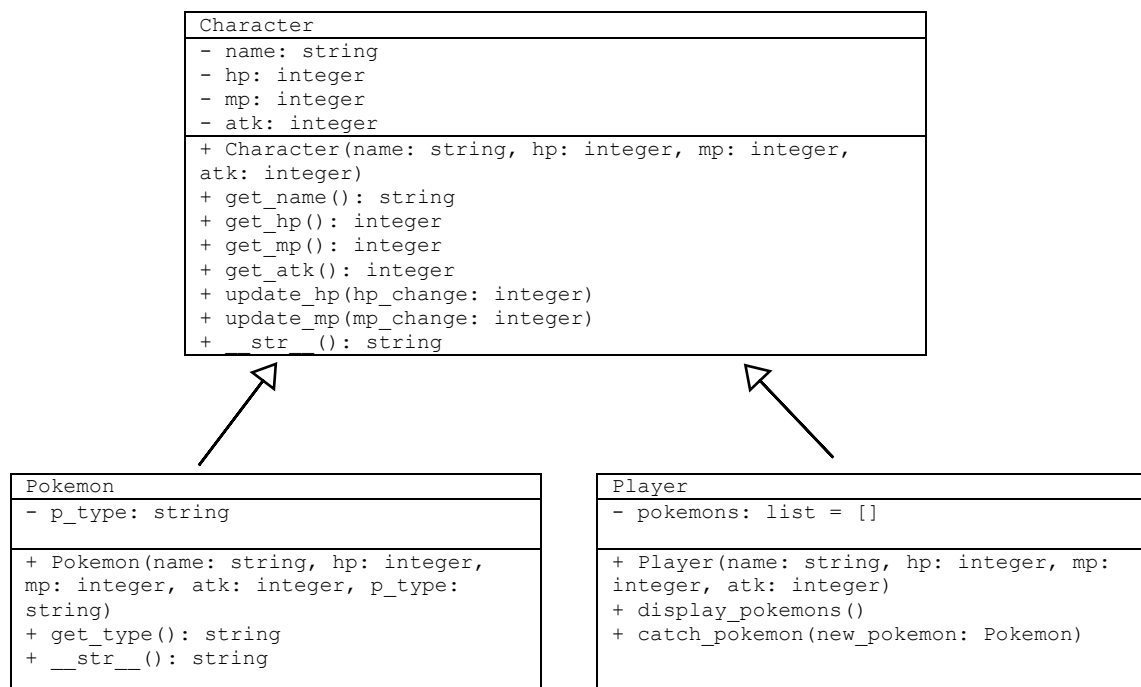 Character
- name: string
- hp: integer
- mp: integer
- atk: integer
+ Character(name: string, hp: integer, mp: integer,
atk: integer)
+ get_name(): string
+ get_hp(): integer
+ get_mp(): integer
+ get_atk(): integer
+ update_hp(hp_change: integer)
+ update_mp(mp_change: integer)
+ __str__(): string
Pokemon
- p_type: string
+ Pokemon(name: string, hp: integer,
mp: integer, atk: integer, p_type:
string)
+ get_type(): string
+ __str__(): string
Player
- pokemons: list = []
+ Player(name: string, hp: integer, mp:
integer, atk: integer)
+ display_pokemons()
+ catch_pokemon(new_pokemon: Pokemon)